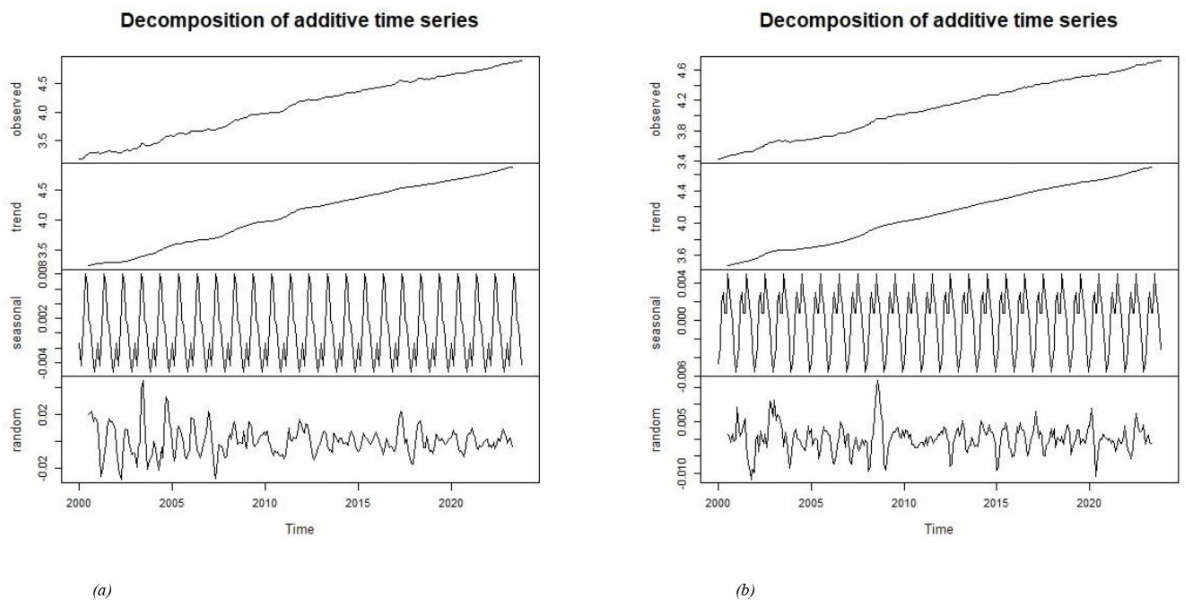 Decomposition of additive time series
observed
3.5 4.0 4.5
trend
3.5 4.0 4.5
seasonal
-0.004 0.002 0.008
random
-0.02 0.02
2000 2005 2010 2015 2020
Time
(a)
Decomposition of additive time series
observed
3.4 3.8 4.2 4.6
trend
3.6 4.0 4.4
seasonal
-0.006 0.000 0.004
random
-0.010 0.005
2000 2005 2010 2015 2020
Time
(b)